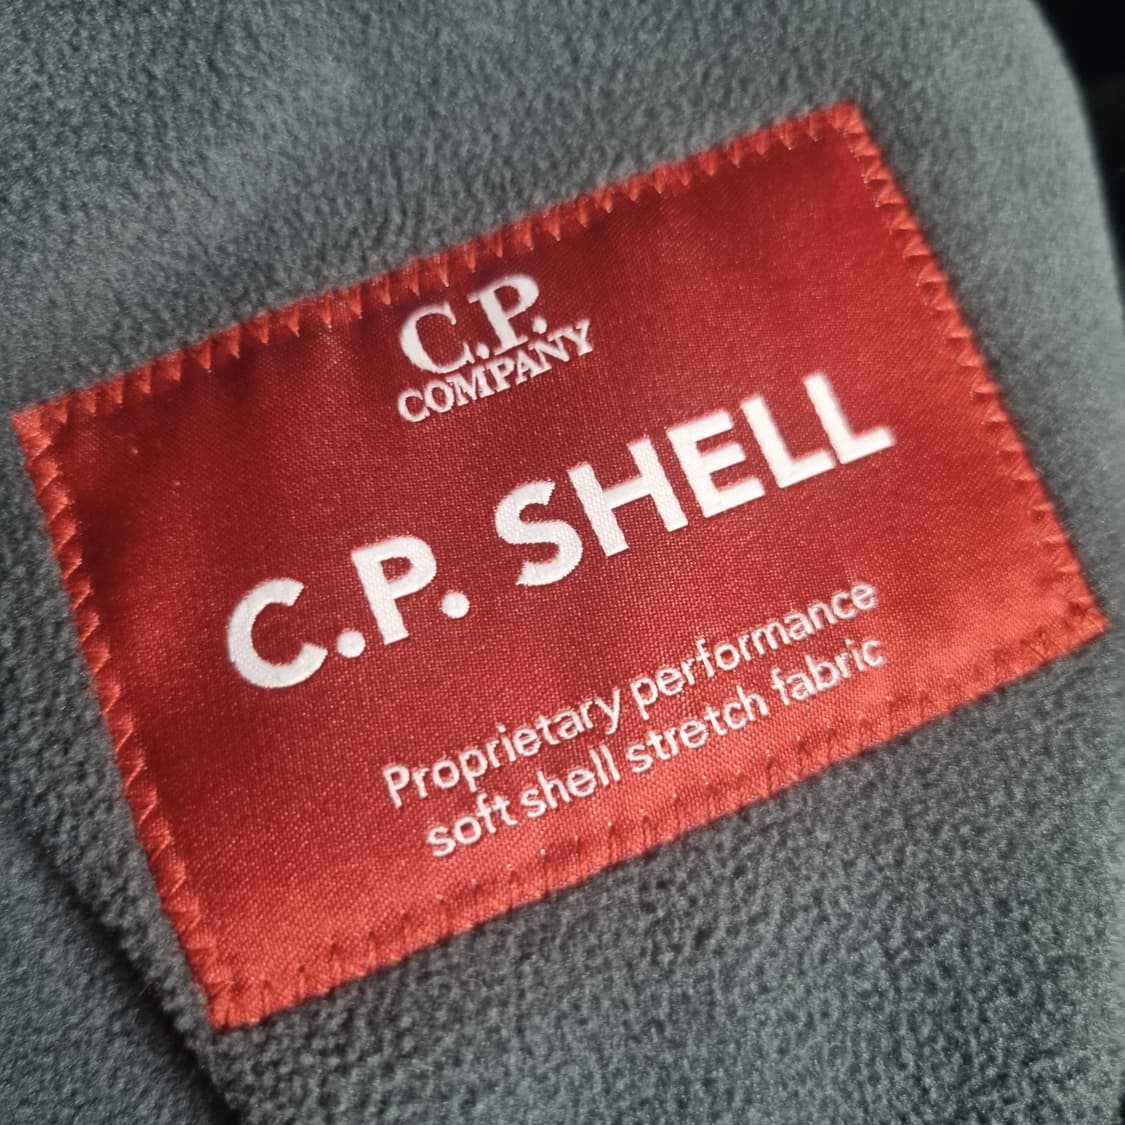 C.P.
COMPANY
C.P. SHELL
Proprietary performance
soft shell stretch fabric